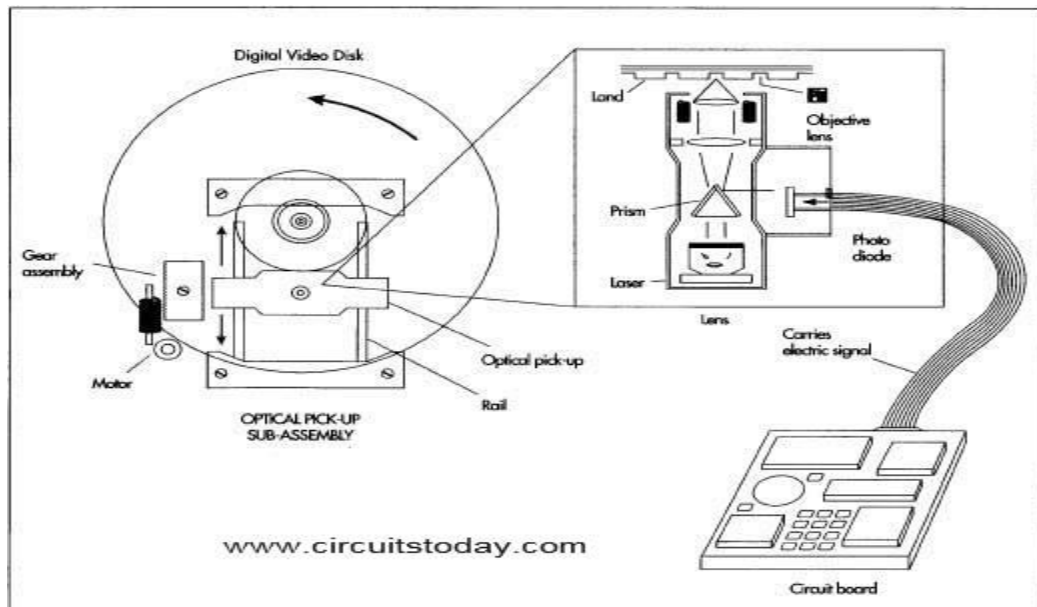 Digital Video Disk
Land
Objective
lens
Prism
Photo
diode
Laser
Lens
Gear
assembly
Motor
Optical pick-up
Rail
OPTICAL PICK-UP
SUB-ASSEMBLY
Carries
electric signal
www.circuitstoday.com
Circuit board